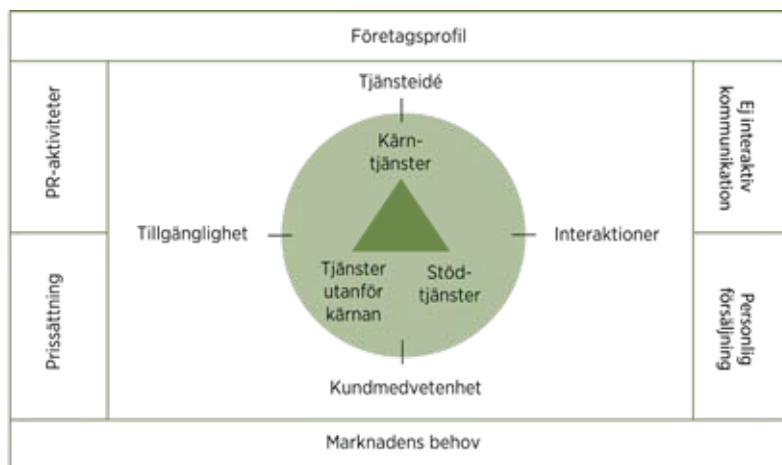 Företagsprofil
PR-aktiviteter
Prissättning
Tjänsteidé
Kärn-
tjänster
Tillgänglighet
Interaktioner
Tjänster
utanför
kärnan
Stöd-
tjänster
Kundmedvetenhet
Ej interaktiv
kommunikation
Personlig
försäljning
Marknadens behov